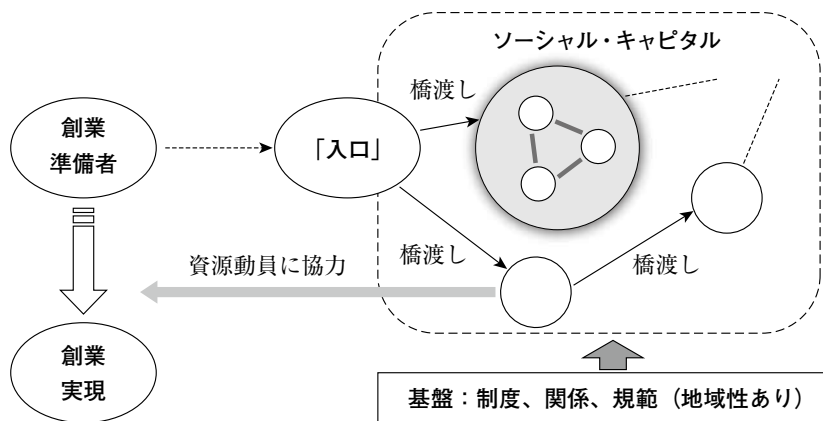 ソーシャル・キャピタル
橋渡し
創業
準備者
「入口」
橋渡し
橋渡し
資源動員に協力
創業
実現
基盤：制度、関係、規範（地域性あり）